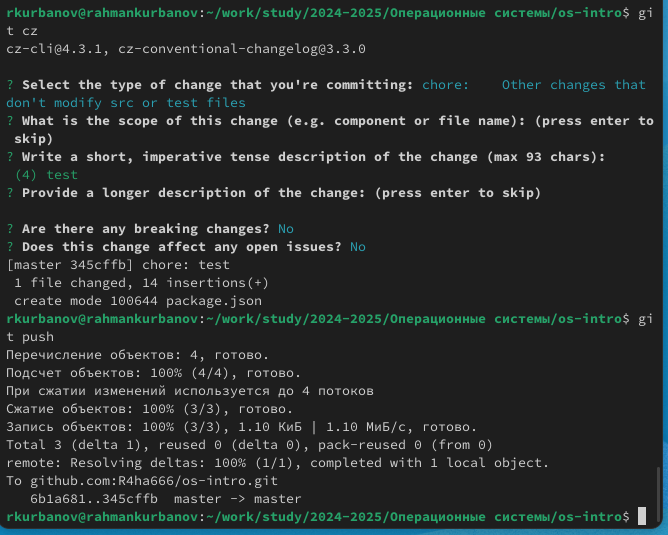 rkurbanov@rahmankurbanov:~/work/study/2024-2025/Операционные системы/os-intro$ gi
t cz
cz-cli@4.3.1, cz-conventional-changelog@3.3.0
? Select the type of change that you're committing: chore:    Other changes that
don't modify src or test files
? What is the scope of this change (e.g. component or file name): (press enter to
 skip)
? Write a short, imperative tense description of the change (max 93 chars):
 (4) test
? Provide a longer description of the change: (press enter to skip)
? Are there any breaking changes? No
? Does this change affect any open issues? No
[master 345cffb] chore: test
 1 file changed, 14 insertions(+)
 create mode 100644 package.json
rkurbanov@rahmankurbanov:~/work/study/2024-2025/Операционные системы/os-intro$ gi
t push
Перечисление объектов: 4, готово.
Подсчет объектов: 100% (4/4), готово.
При сжатии изменений используется до 4 потоков
Сжатие объектов: 100% (3/3), готово.
Запись объектов: 100% (3/3), 1.10 КиБ | 1.10 МиБ/с, готово.
Total 3 (delta 1), reused 0 (delta 0), pack-reused 0 (from 0)
remote: Resolving deltas: 100% (1/1), completed with 1 local object.
To github.com:R4ha666/os-intro.git
   6b1a681..345cffb  master -> master
rkurbanov@rahmankurbanov:~/work/study/2024-2025/Операционные системы/os-intro$